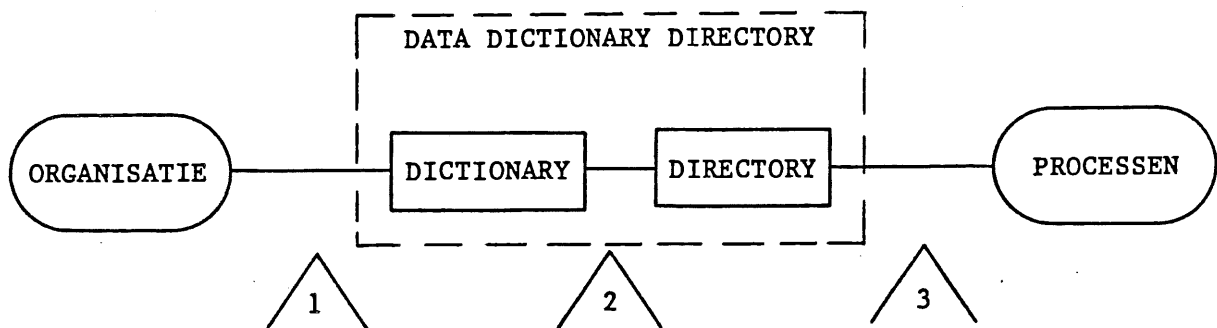 DATA DICTIONARY DIRECTORY
ORGANISATIE
DICTIONARY
DIRECTORY
PROCESSEN
1
2
3